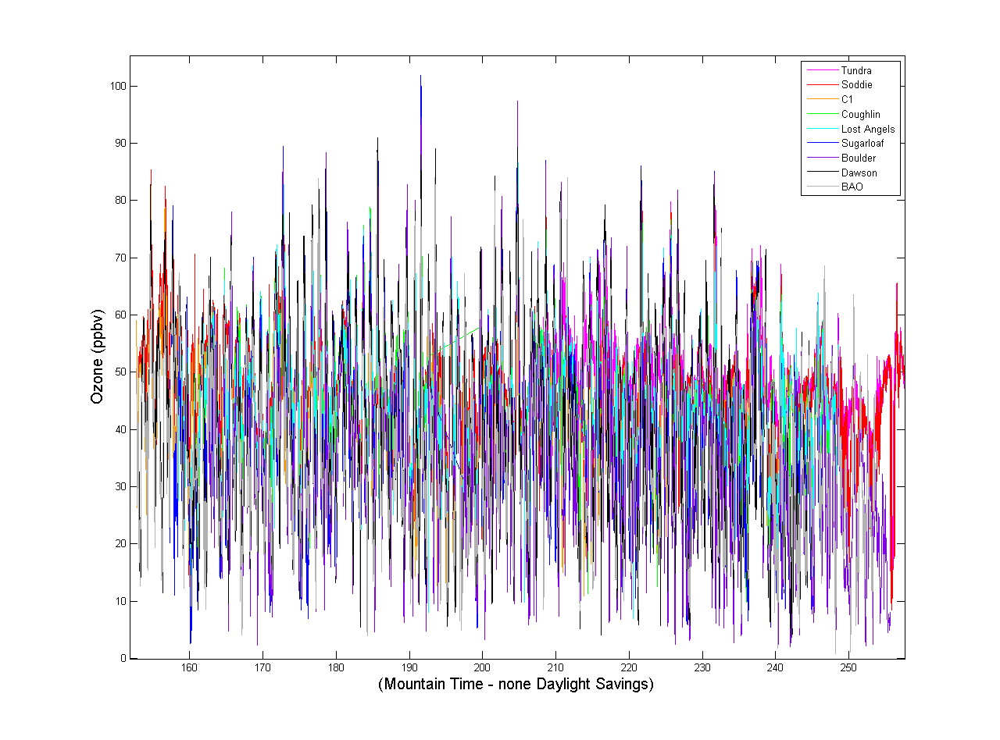 100
90
80
70
60
50
40
30
20
10
0
Ozone (ppbv)
Tundra
Soddie
C1
Coughlin
Lost Angels
Sugarloaf
Boulder
Dawson
BAO
160 170 180 190 200 210 220 230 240 250
(Mountain Time - none Daylight Savings)